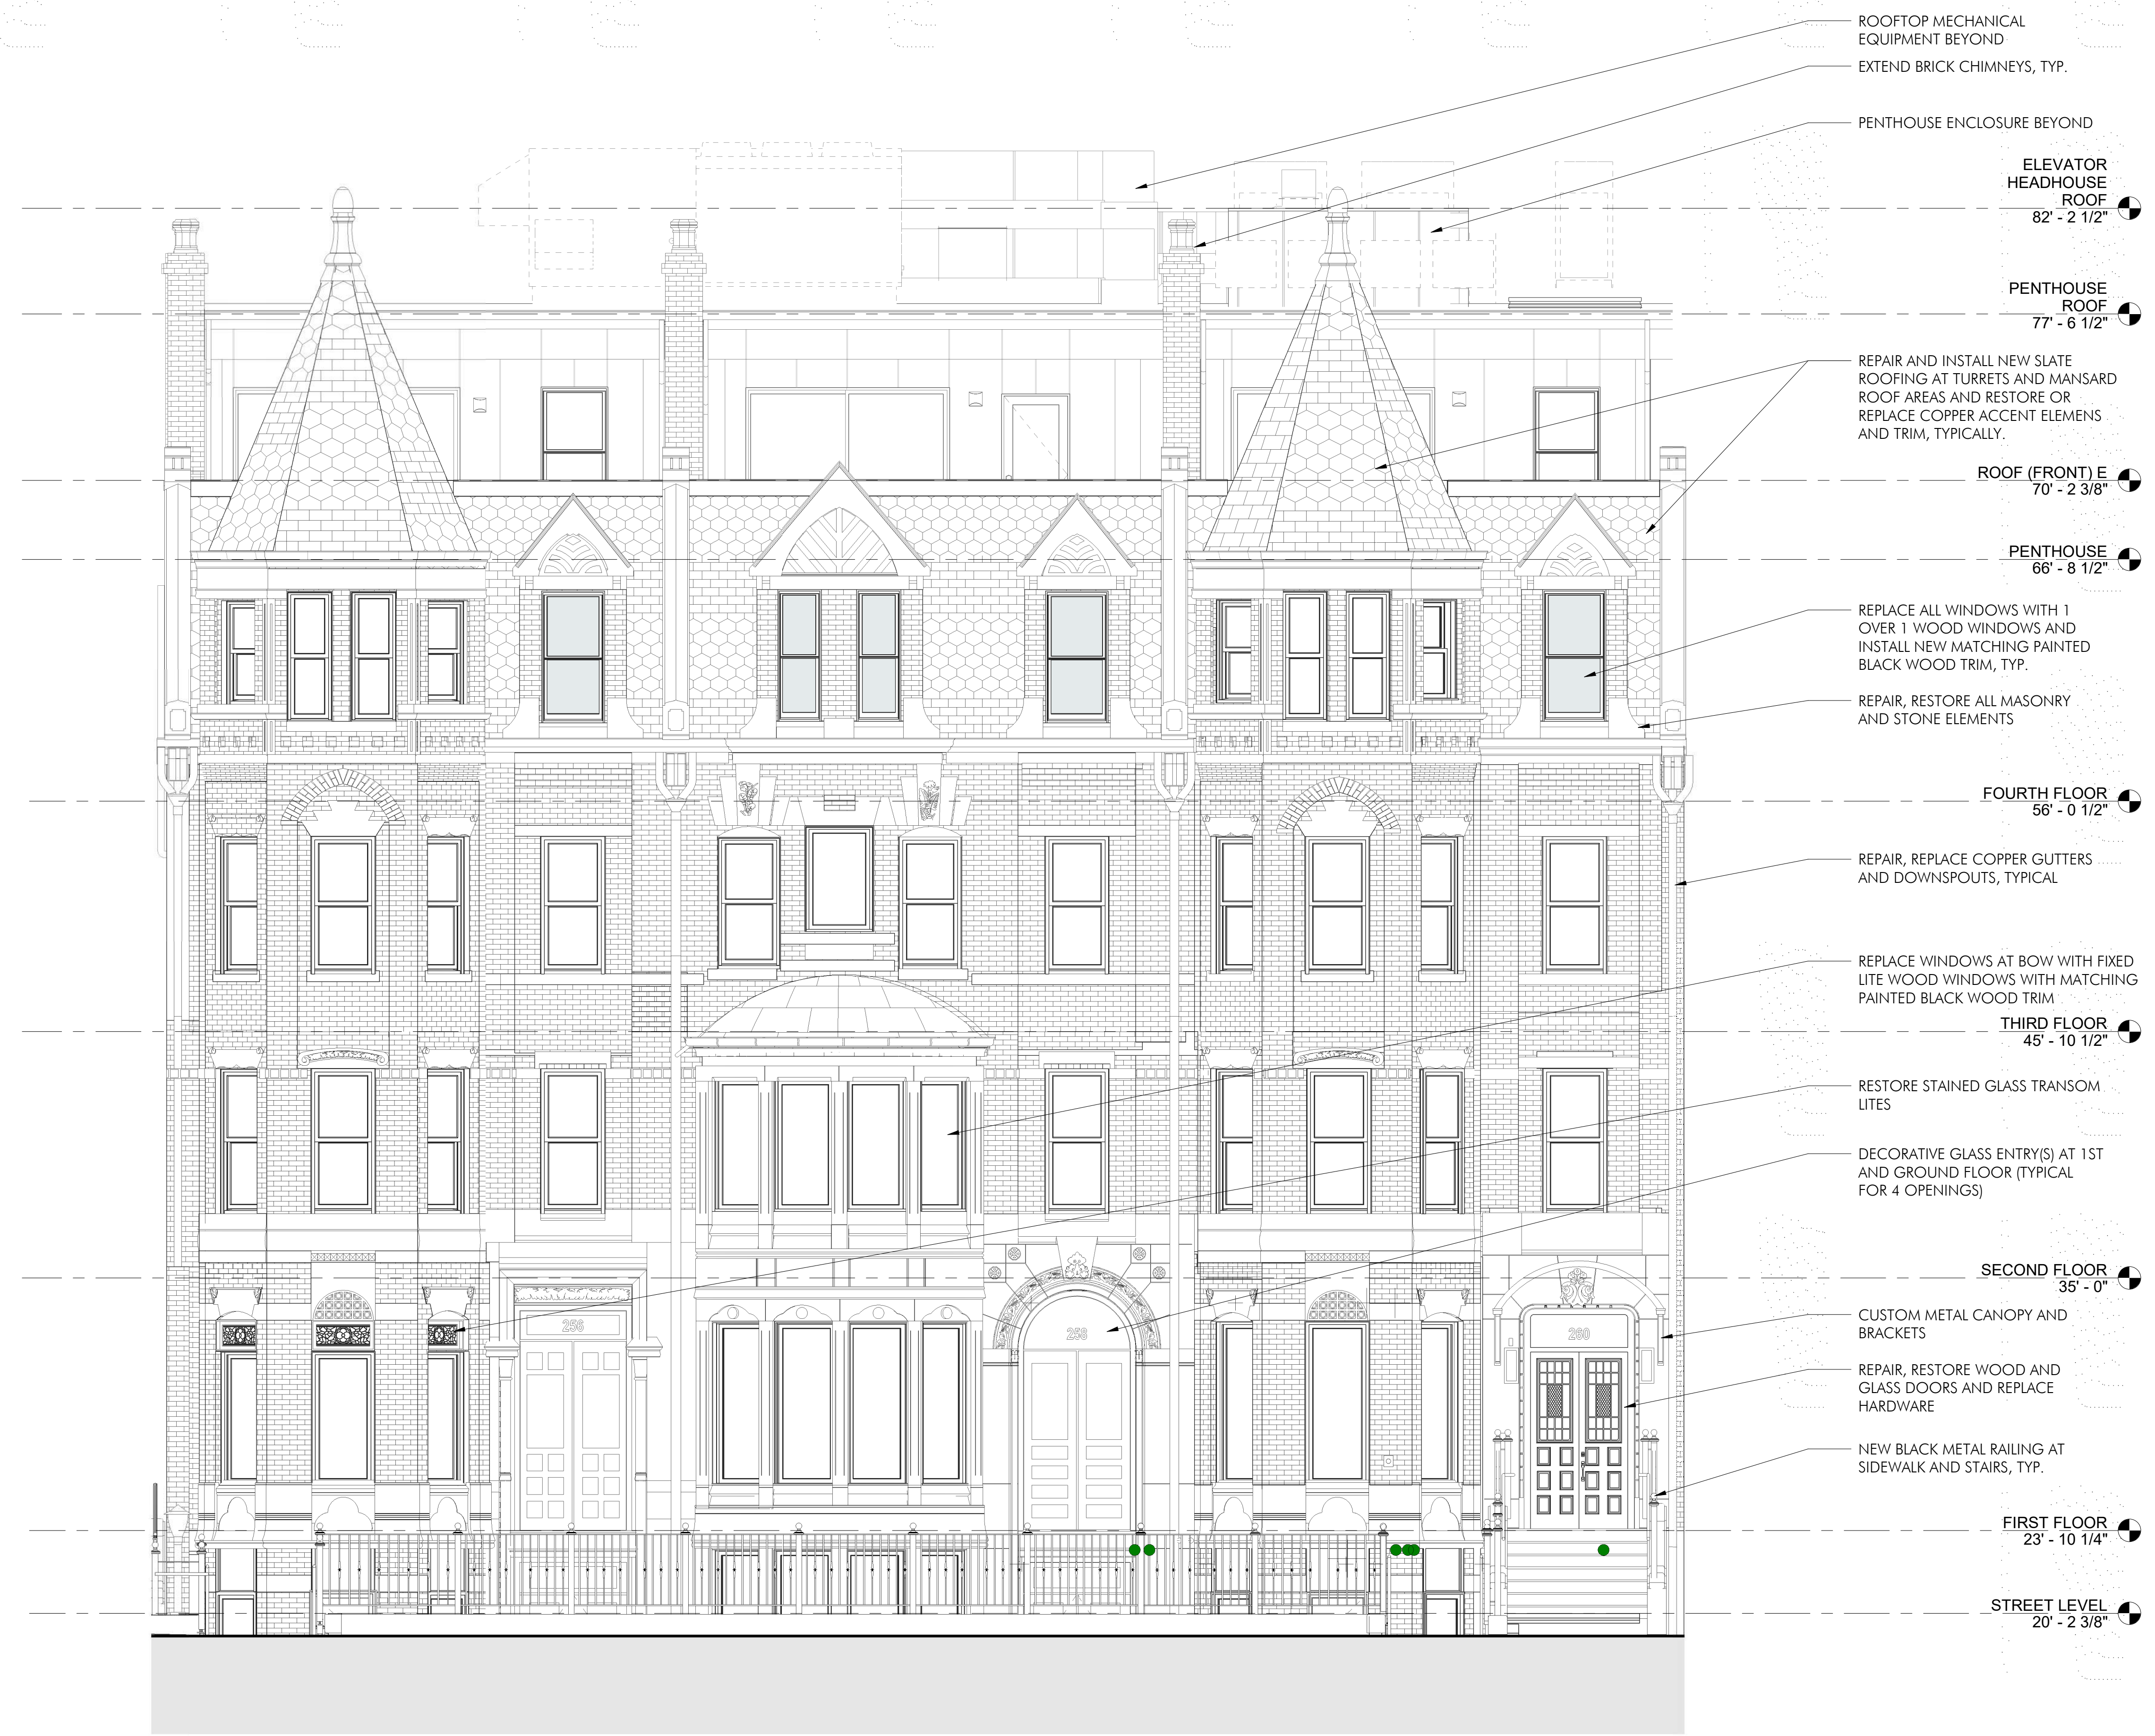 ROOFTOP MECHANICAL
EQUIPMENT BEYOND
EXTEND BRICK CHIMNEYS, TYP.
PENTHOUSE ENCLOSURE BEYOND
ELEVATOR
HEADHOUSE
ROOF
82' - 2 1/2"
PENTHOUSE
ROOF
77' - 6 1/2"
REPAIR AND INSTALL NEW SLATE
ROOFING AT TURRETS AND MANSARD
ROOF AREAS AND RESTORE OR
REPLACE COPPER ACCENT ELEMENS
AND TRIM, TYPICALLY.
ROOF (FRONT) E
70' - 2 3/8"
PENTHOUSE
66' - 8 1/2"
REPLACE ALL WINDOWS WITH 1
OVER 1 WOOD WINDOWS AND
INSTALL NEW MATCHING PAINTED
BLACK WOOD TRIM, TYP.
REPAIR, RESTORE ALL MASONRY
AND STONE ELEMENTS
FOURTH FLOOR
56' - 0 1/2"
REPAIR, REPLACE COPPER GUTTERS
AND DOWNSPOUTS, TYPICAL
REPLACE WINDOWS AT BOW WITH FIXED
LITE WOOD WINDOWS WITH MATCHING
PAINTED BLACK WOOD TRIM
THIRD FLOOR
45' - 10 1/2"
RESTORE STAINED GLASS TRANSOM
LITES
DECORATIVE GLASS ENTRY(S) AT 1ST
AND GROUND FLOOR (TYPICAL
FOR 4 OPENINGS)
SECOND FLOOR
35' - 0"
CUSTOM METAL CANOPY AND
BRACKETS
256
258
260
REPAIR, RESTORE WOOD AND
GLASS DOORS AND REPLACE
HARDWARE
NEW BLACK METAL RAILING AT
SIDEWALK AND STAIRS, TYP.
FIRST FLOOR
23' - 10 1/4"
STREET LEVEL
20' - 2 3/8"